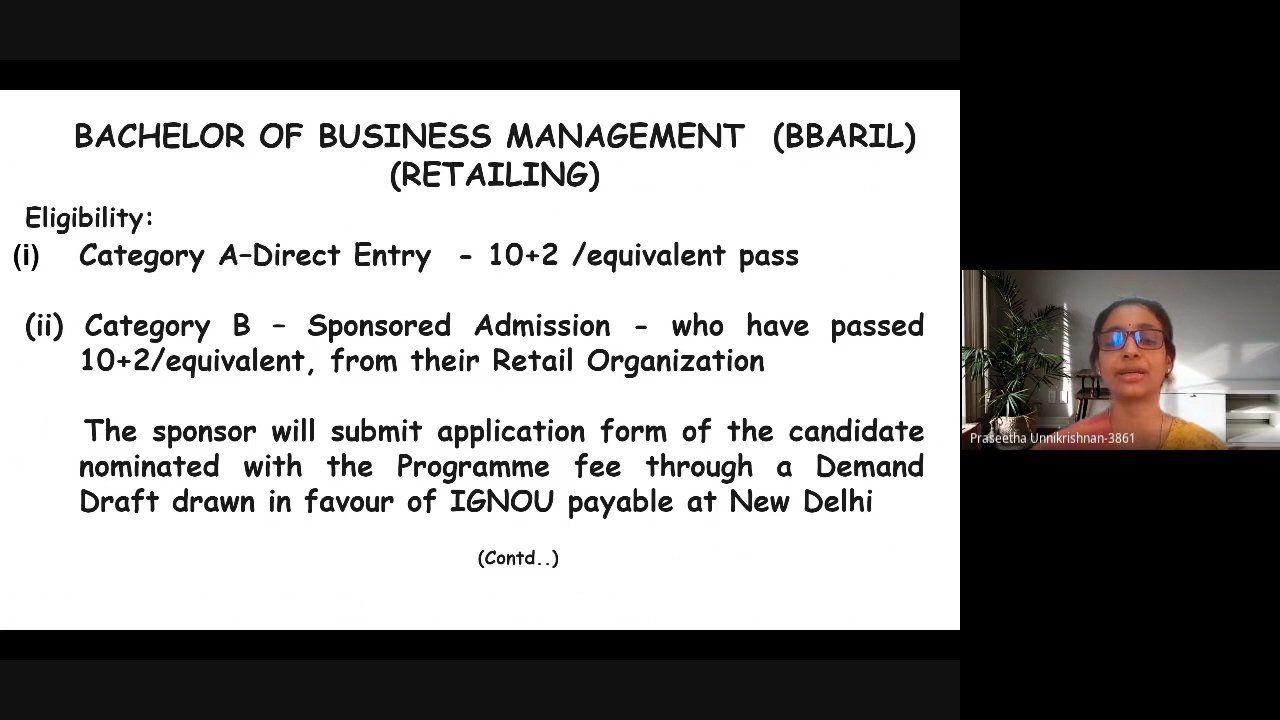 BACHELOR OF BUSINESS MANAGEMENT (BBARIL)
(RETAILING)
Eligibility:
(i) Category A–Direct Entry - 10+2 /equivalent pass
(ii) Category B – Sponsored Admission - who have passed
10+2/equivalent, from their Retail Organization
The sponsor will submit application form of the candidate
nominated with the Programme fee through a Demand
Draft drawn in favour of IGNOU payable at New Delhi
(Contd..)
Praseetha Unnikrishnan-3861